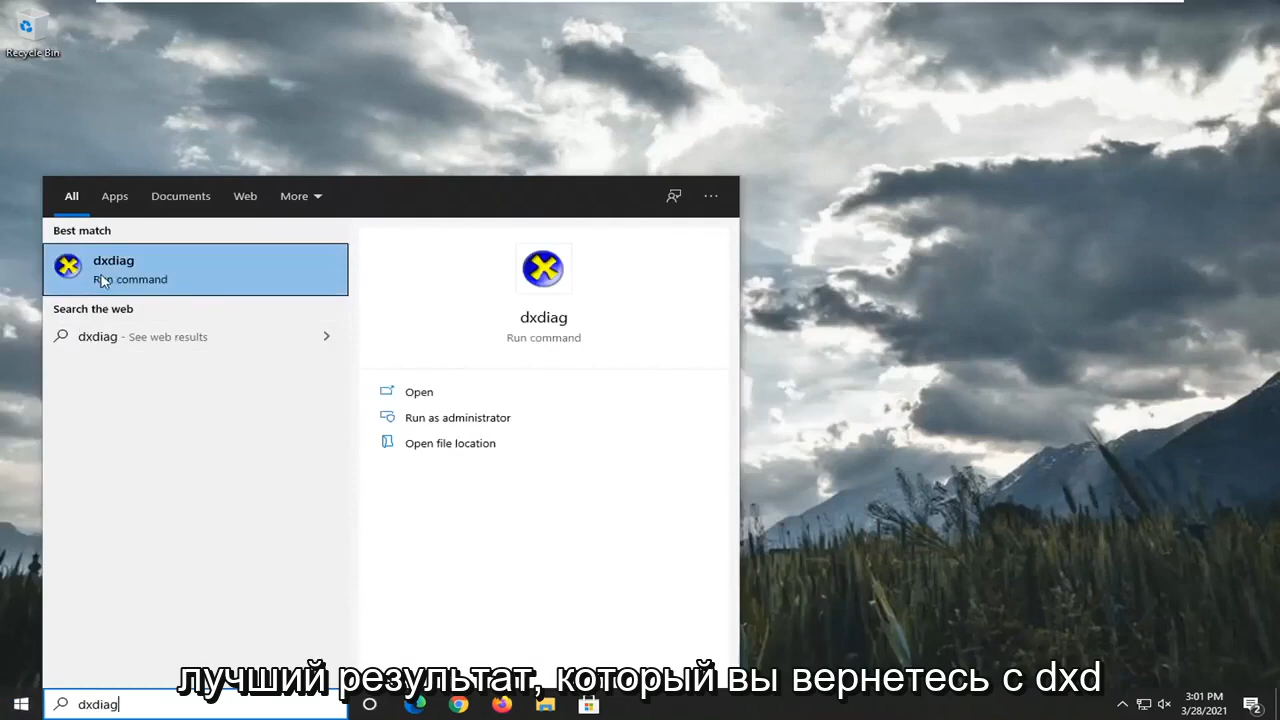 Recycle Bin
All
Apps
Documents
Web
More
Best match
dxdiag
Run command
Search the web
dxdiag - See web results
dxdiag
Run command
Open
Run as administrator
Open file location
лучший результат, который вы вернетесь с dxd
dxdiag
3:01 PM
3/28/2021
2